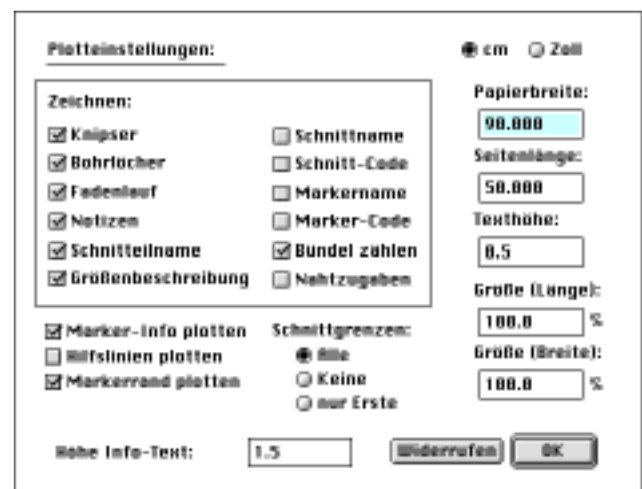 Plotteinstellungen:
cm Zoll
Zeichnen:
Knipser
Bohrlöcher
Fadenlauf
Notizen
Schnitteilname
Größenbeschreibung
Schnittname
Schnitt-Code
Markername
Marker-Code
Bündel zählen
Nahtzugaben
Papierbreite:
90.000
Seitenlänge:
50.000
Texthöhe:
0.5
Größe (Länge):
100.0 %
Größe (Breite):
100.0 %
Marker-Info plotten
Hilfslinien plotten
Markerrand plotten
Schnittgrenzen:
Alle
Keine
nur Erste
Höhe Info-Text: 1.5
Widerrufen OK